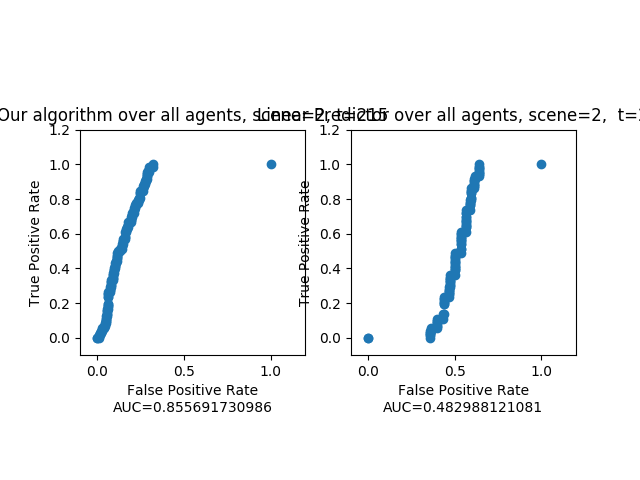 Our algorithm over all agents, scene=2, t=215
Linear Predictor over all agents, scene=2, t=
1.2
1.0
0.8
0.6
0.4
0.2
0.0
True Positive Rate
0.0 0.5 1.0
False Positive Rate
AUC=0.855691730986
1.2
1.0
0.8
0.6
0.4
0.2
0.0
True Positive Rate
0.0 0.5 1.0
False Positive Rate
AUC=0.482988121081